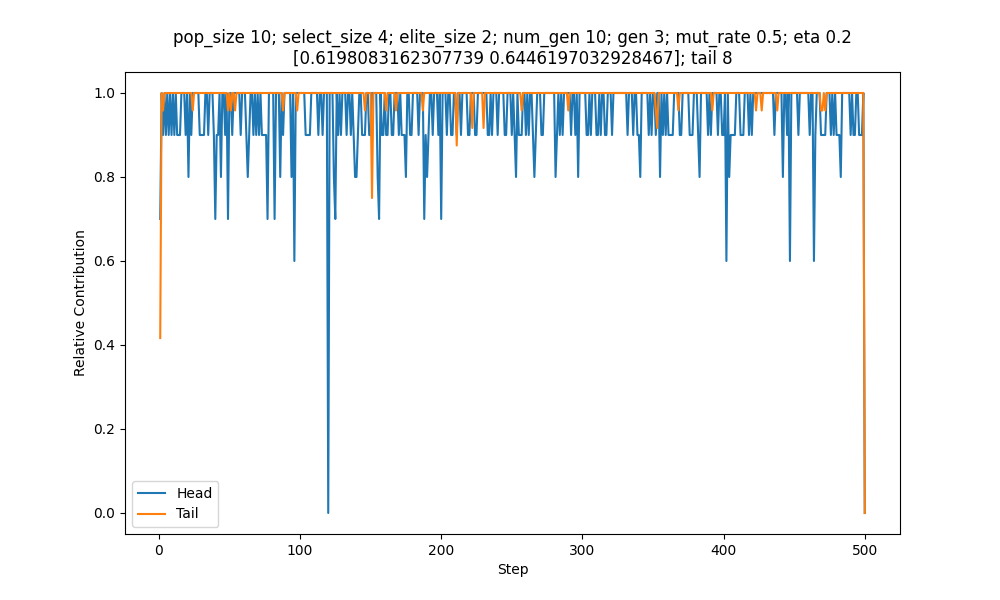 pop_size 10; select_size 4; elite_size 2; num_gen 10; gen 3; mut_rate 0.5; eta 0.2
[0.6198083162307739 0.6446197032928467]; tail 8
1.0
0.8
0.6
0.4
0.2
0.0
Relative Contribution
Head
Tail
0
100
200
300
400
500
Step